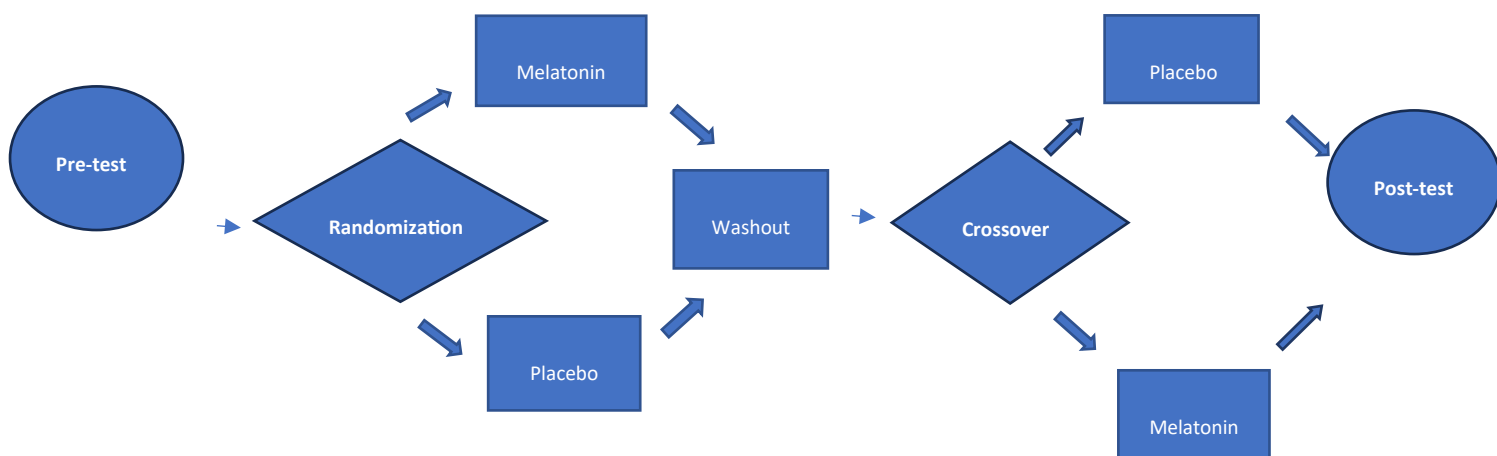 Pre-test
Randomization
Melatonin
Placebo
Washout
Crossover
Placebo
Melatonin
Post-test